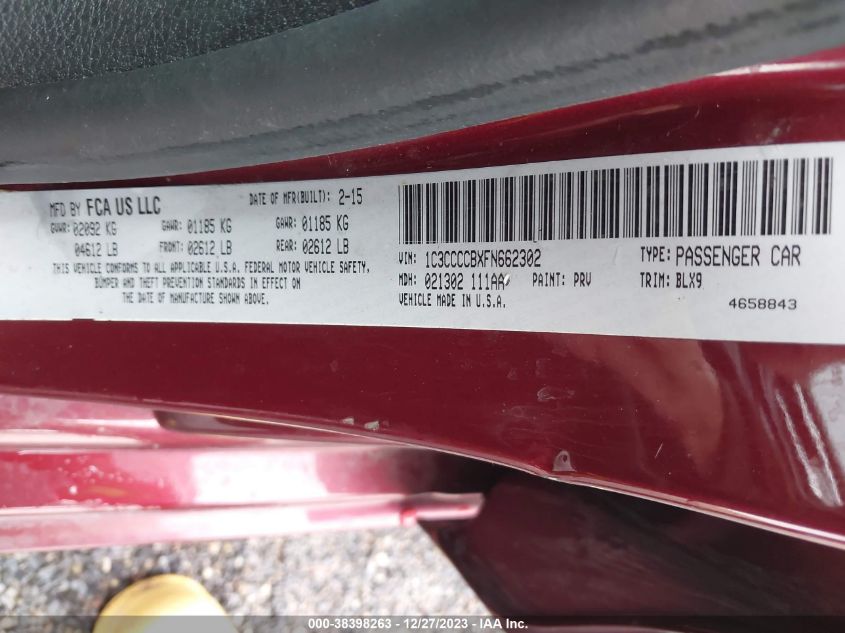 MFD BY FCA US LLC
DATE OF MFR(BUILT): 2-15
GVWR: 02092 KG
GAWR: 01185 KG
GAWR: 01185 KG
04612 LB
FRONT: 02612 LB
REAR: 02612 LB
THIS VEHICLE CONFORMS TO ALL APPLICABLE U.S.A. FEDERAL MOTOR VEHICLE SAFETY,
BUMPER AND THEFT PREVENTION STANDARDS IN EFFECT ON
THE DATE OF MANUFACTURE SHOWN ABOVE.
VIN: 1C3CCCCBXFN662302
TYPE: PASSENGER CAR
MDH: 021302 111AA
PAINT: PRV
TRIM: BLX9
VEHICLE MADE IN U.S.A.
4658843
000-38398263 - 12/27/2023 - IAA Inc.